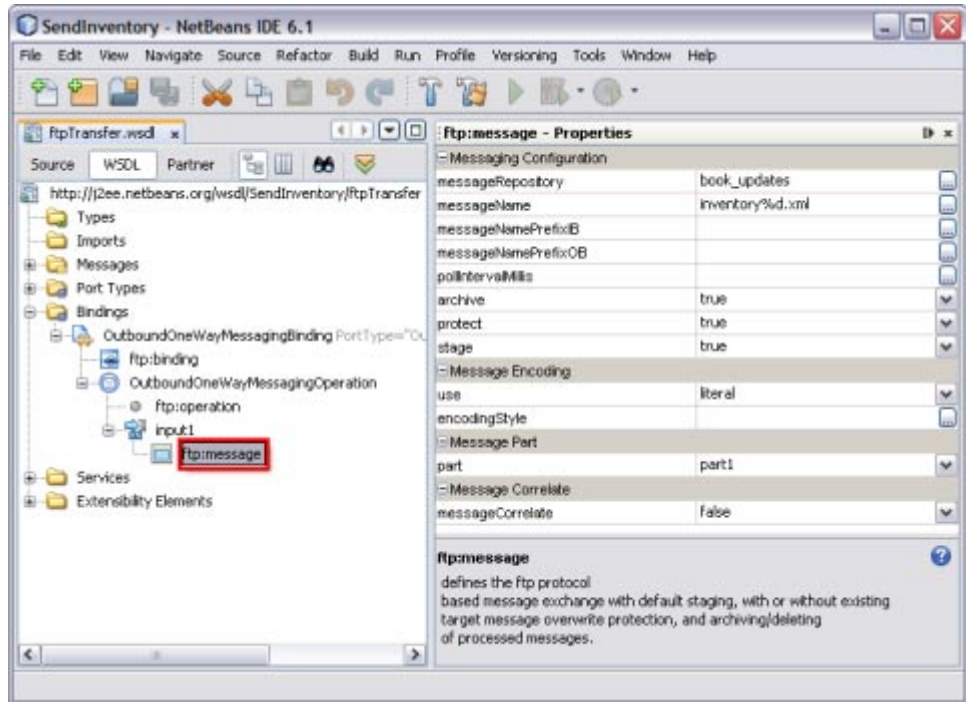 SendInventory - NetBeans IDE 6.1
File Edit View Navigate Source Refactor Build Run Profile Versioning Tools Window Help
ftpTransfer.wsdl
Source WSDL Partner
http://j2ee.netbeans.org/wsdl/SendInventory/ftpTransfer
Types
Imports
Messages
Port Types
Bindings
OutboundOneWayMessagingBinding PortType="Ou
ftp:binding
OutboundOneWayMessagingOperation
ftp:operation
input1
ftp:message
Services
Extensibility Elements
ftp:message - Properties
Messaging Configuration
messageRepository book_updates
messageName inventory%d.xml
messageNamePrefixIB
messageNamePrefixOB
pollIntervalMillis
archive true
protect true
stage true
Message Encoding
use literal
encodingStyle
Message Part
part part1
Message Correlate
messageCorrelate false
ftp:message
defines the ftp protocol
based message exchange with default staging, with or without existing
target message overwrite protection, and archiving/deleting
of processed messages.